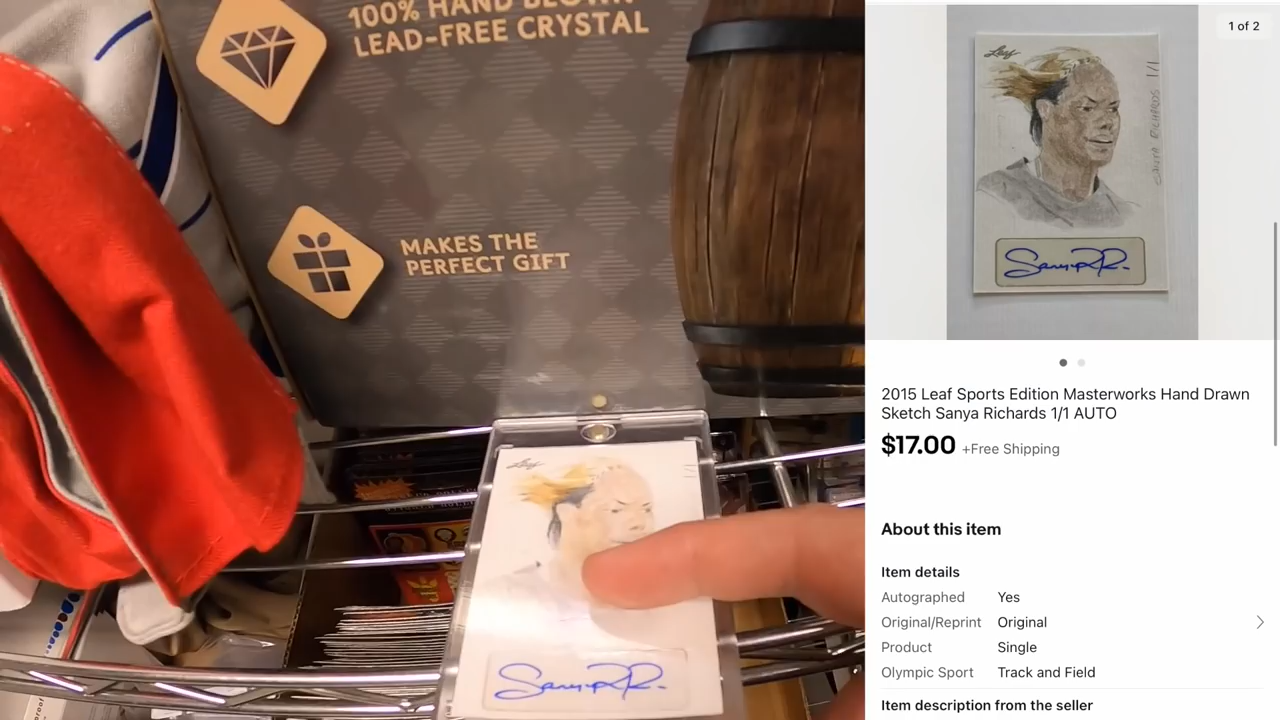 100% HAND BLOWN
LEAD-FREE CRYSTAL
MAKES THE
PERFECT GIFT
Leaf
1 of 2
Leaf
SANYA RICHARDS 1/1
2015 Leaf Sports Edition Masterworks Hand Drawn
Sketch Sanya Richards 1/1 AUTO
$17.00 +Free Shipping
About this item
Item details
Autographed Yes
Original/Reprint Original
Product Single
Olympic Sport Track and Field
Item description from the seller